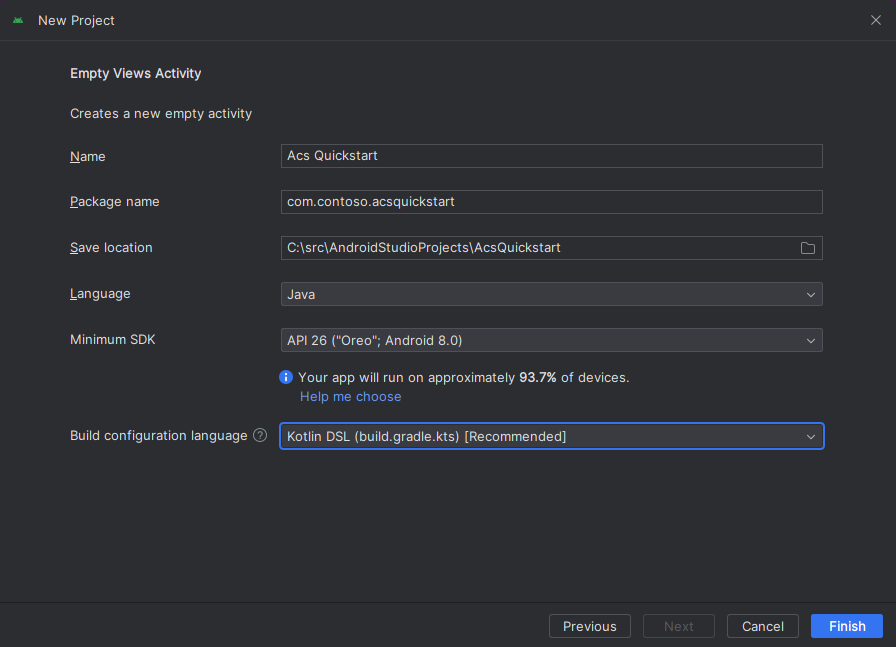 New Project
Empty Views Activity
Creates a new empty activity
Name Acs Quickstart
Package name com.contoso.acsquickstart
Save location C:\src\AndroidStudioProjects\AcsQuickstart
Language Java
Minimum SDK API 26 ("Oreo"; Android 8.0)
Your app will run on approximately 93.7% of devices.
Help me choose
Build configuration language Kotlin DSL (build.gradle.kts) [Recommended]
Previous Next Cancel Finish